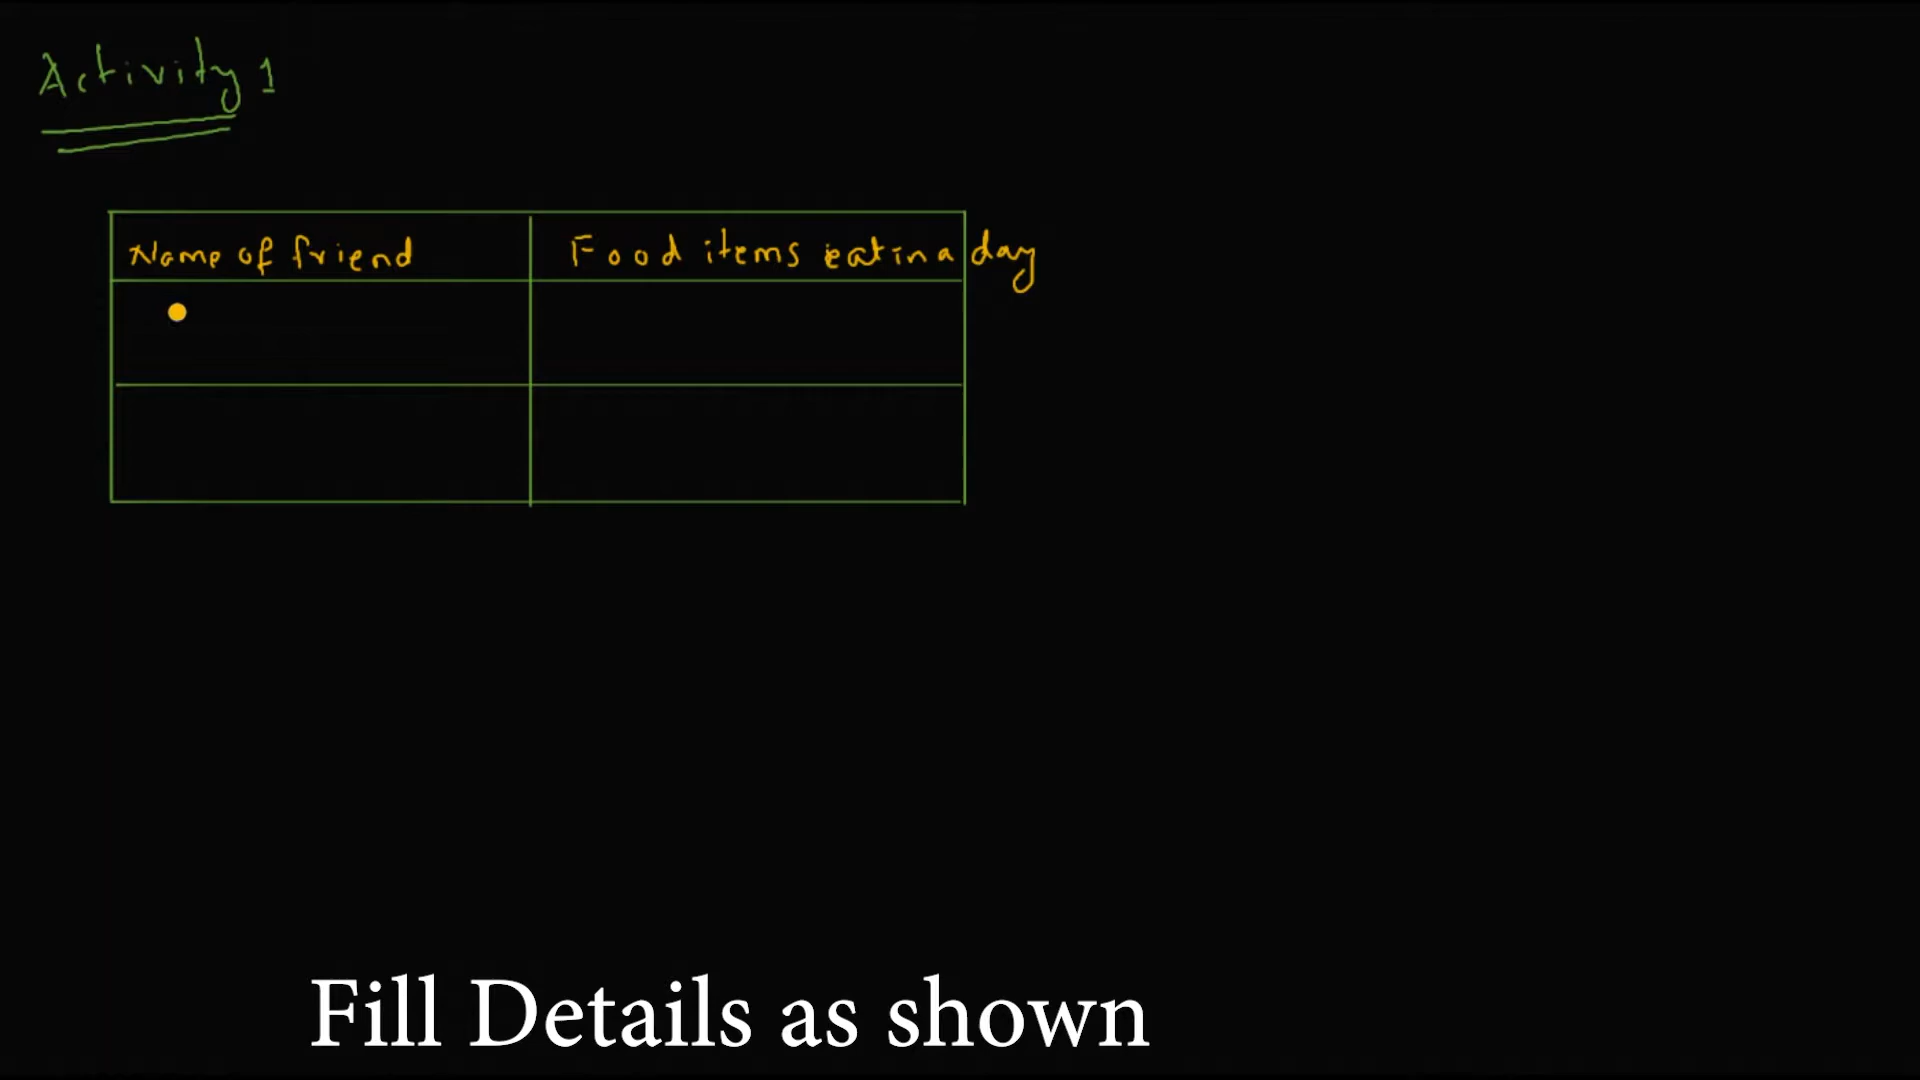 Activity 1
Name of friend
Food items eat in a day
Fill Details as shown